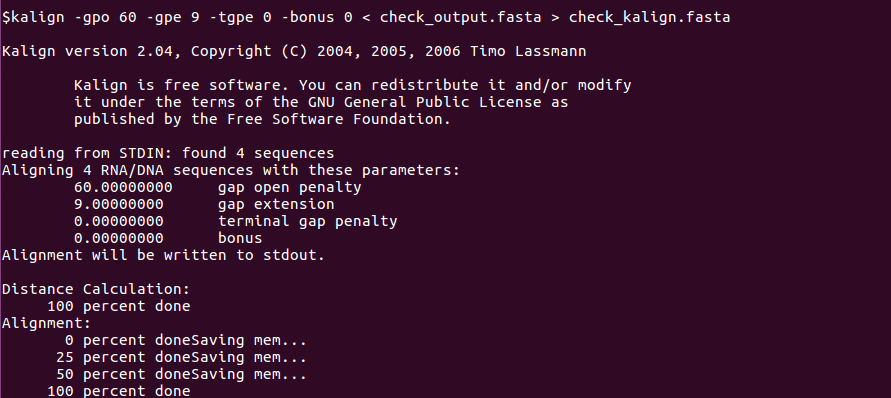 $kalign -gpo 60 -gpe 9 -tgpe 0 -bonus 0 < check_output.fasta > check_kalign.fasta
Kalign version 2.04, Copyright (C) 2004, 2005, 2006 Timo Lassmann
Kalign is free software. You can redistribute it and/or modify
it under the terms of the GNU General Public License as
published by the Free Software Foundation.
reading from STDIN: found 4 sequences
Aligning 4 RNA/DNA sequences with these parameters:
60.00000000 gap open penalty
9.00000000 gap extension
0.00000000 terminal gap penalty
0.00000000 bonus
Alignment will be written to stdout.
Distance Calculation:
100 percent done
Alignment:
0 percent doneSaving mem...
25 percent doneSaving mem...
50 percent doneSaving mem...
100 percent done